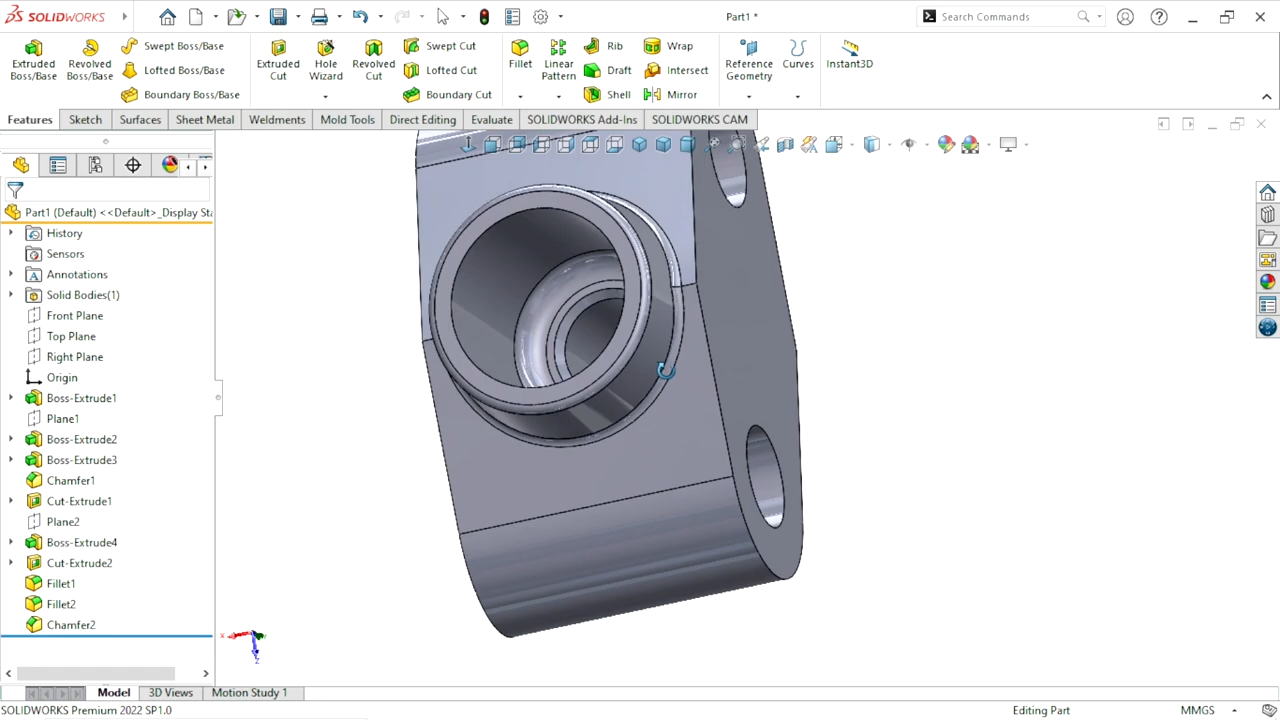 SOLIDWORKS
Part1 *
Search Commands
Extruded Boss/Base
Revolved Boss/Base
Swept Boss/Base
Lofted Boss/Base
Boundary Boss/Base
Extruded Cut
Hole Wizard
Revolved Cut
Swept Cut
Lofted Cut
Boundary Cut
Fillet
Linear Pattern
Rib
Draft
Shell
Wrap
Intersect
Mirror
Reference Geometry
Curves
Instant3D
Features
Sketch
Surfaces
Sheet Metal
Weldments
Mold Tools
Direct Editing
Evaluate
SOLIDWORKS Add-Ins
SOLIDWORKS CAM
Part1 (Default) <<Default>_Display Sta
History
Sensors
Annotations
Solid Bodies(1)
Front Plane
Top Plane
Right Plane
Origin
Boss-Extrude1
Plane1
Boss-Extrude2
Boss-Extrude3
Chamfer1
Cut-Extrude1
Plane2
Boss-Extrude4
Cut-Extrude2
Fillet1
Fillet2
Chamfer2
X
Z
Model
3D Views
Motion Study 1
SOLIDWORKS Premium 2022 SP1.0
Editing Part
MMGS